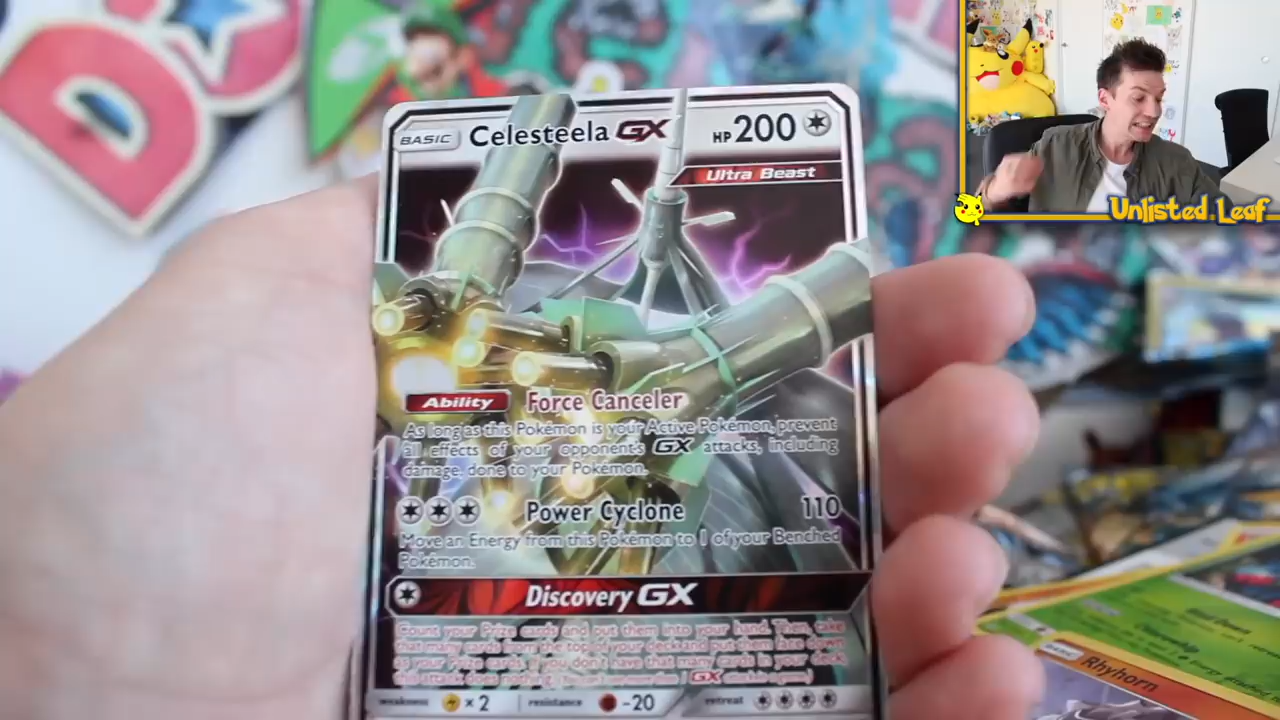 BASIC Celesteela GX HP 200
Ultra Beast
Unlisted Leaf
Ability Force Canceler
As long as this Pokémon is your Active Pokémon, prevent
all effects of your opponent's GX attacks, including
damage, done to your Pokémon.
Power Cyclone 110
Move an Energy from this Pokémon to 1 of your Benched
Pokémon.
Discovery GX
Count your Prize cards and put them into your hand. Then, take
that many cards from the top of your deck and put them face down
as your Prize cards. If you don't have that many cards in your deck,
this attack does nothing. GX
weakness ×2 resistance -20 retreat
BASIC Rhyhorn